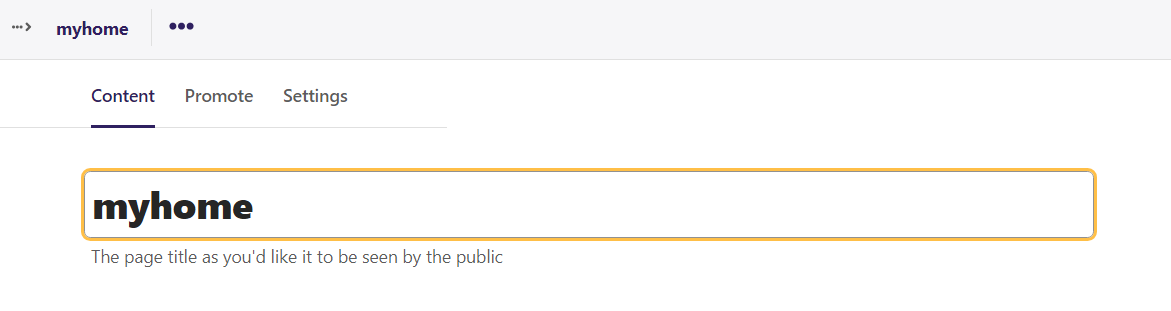 myhome
Content Promote Settings
myhome
The page title as you'd like it to be seen by the public